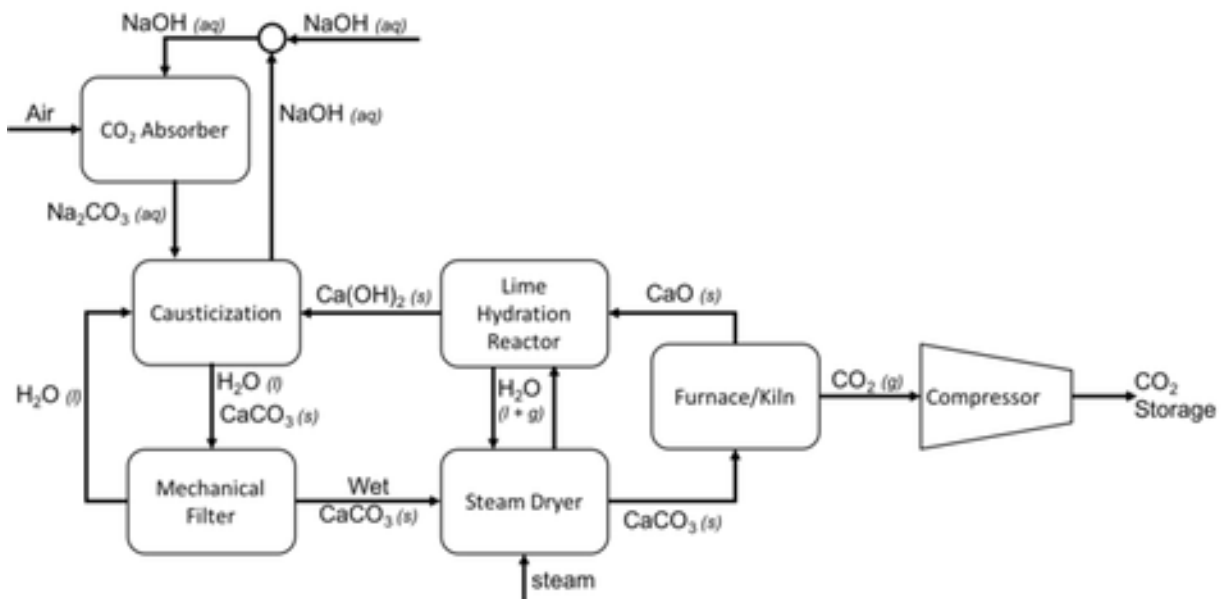 NaOH (aq)
NaOH (aq)
Air
CO₂ Absorber
NaOH (aq)
Na₂CO₃ (aq)
Causticization
Ca(OH)₂ (s)
Lime
Hydration
Reactor
CaO (s)
H₂O (l)
H₂O (l)
CaCO₃ (s)
H₂O
(l + g)
Furnace/Kiln
CO₂ (g)
Compressor
CO₂
Storage
Mechanical
Filter
Wet
CaCO₃ (s)
Steam Dryer
CaCO₃ (s)
steam